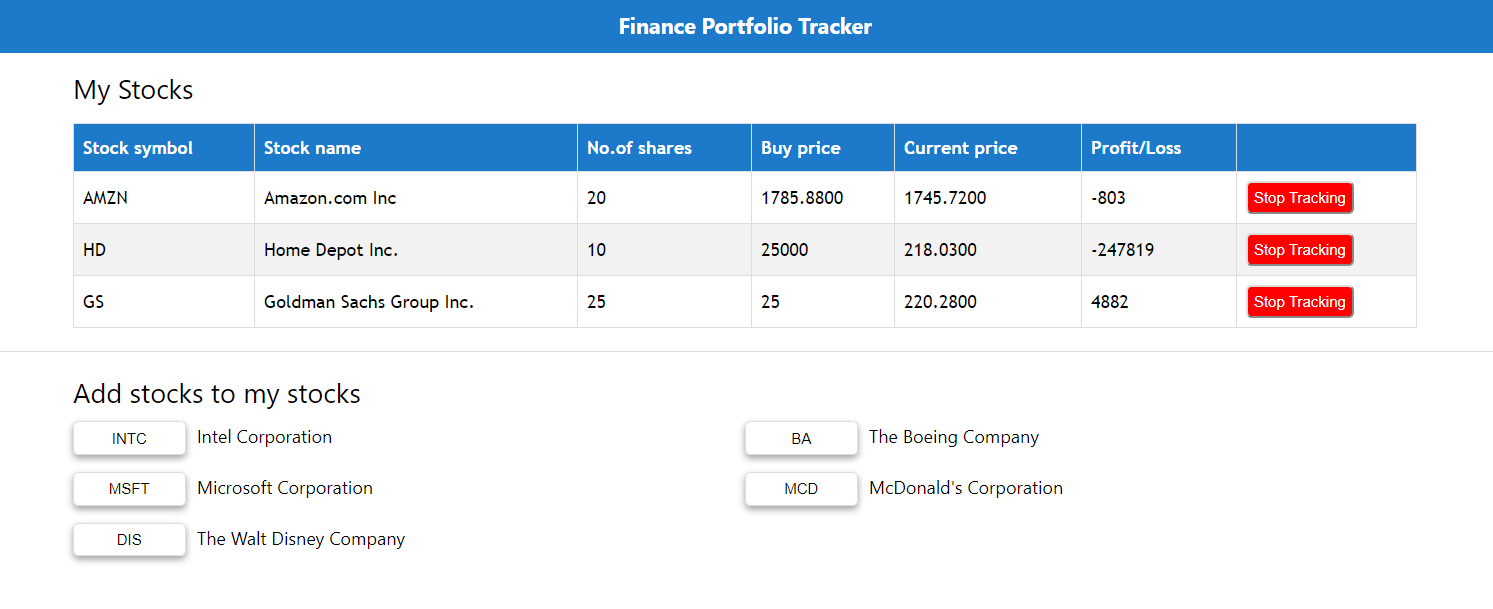 Finance Portfolio Tracker
My Stocks
Stock symbol Stock name No.of shares Buy price Current price Profit/Loss
AMZN Amazon.com Inc 20 1785.8800 1745.7200 -803 Stop Tracking
HD Home Depot Inc. 10 25000 218.0300 -247819 Stop Tracking
GS Goldman Sachs Group Inc. 25 25 220.2800 4882 Stop Tracking
Add stocks to my stocks
INTC Intel Corporation BA The Boeing Company
MSFT Microsoft Corporation MCD McDonald's Corporation
DIS The Walt Disney Company